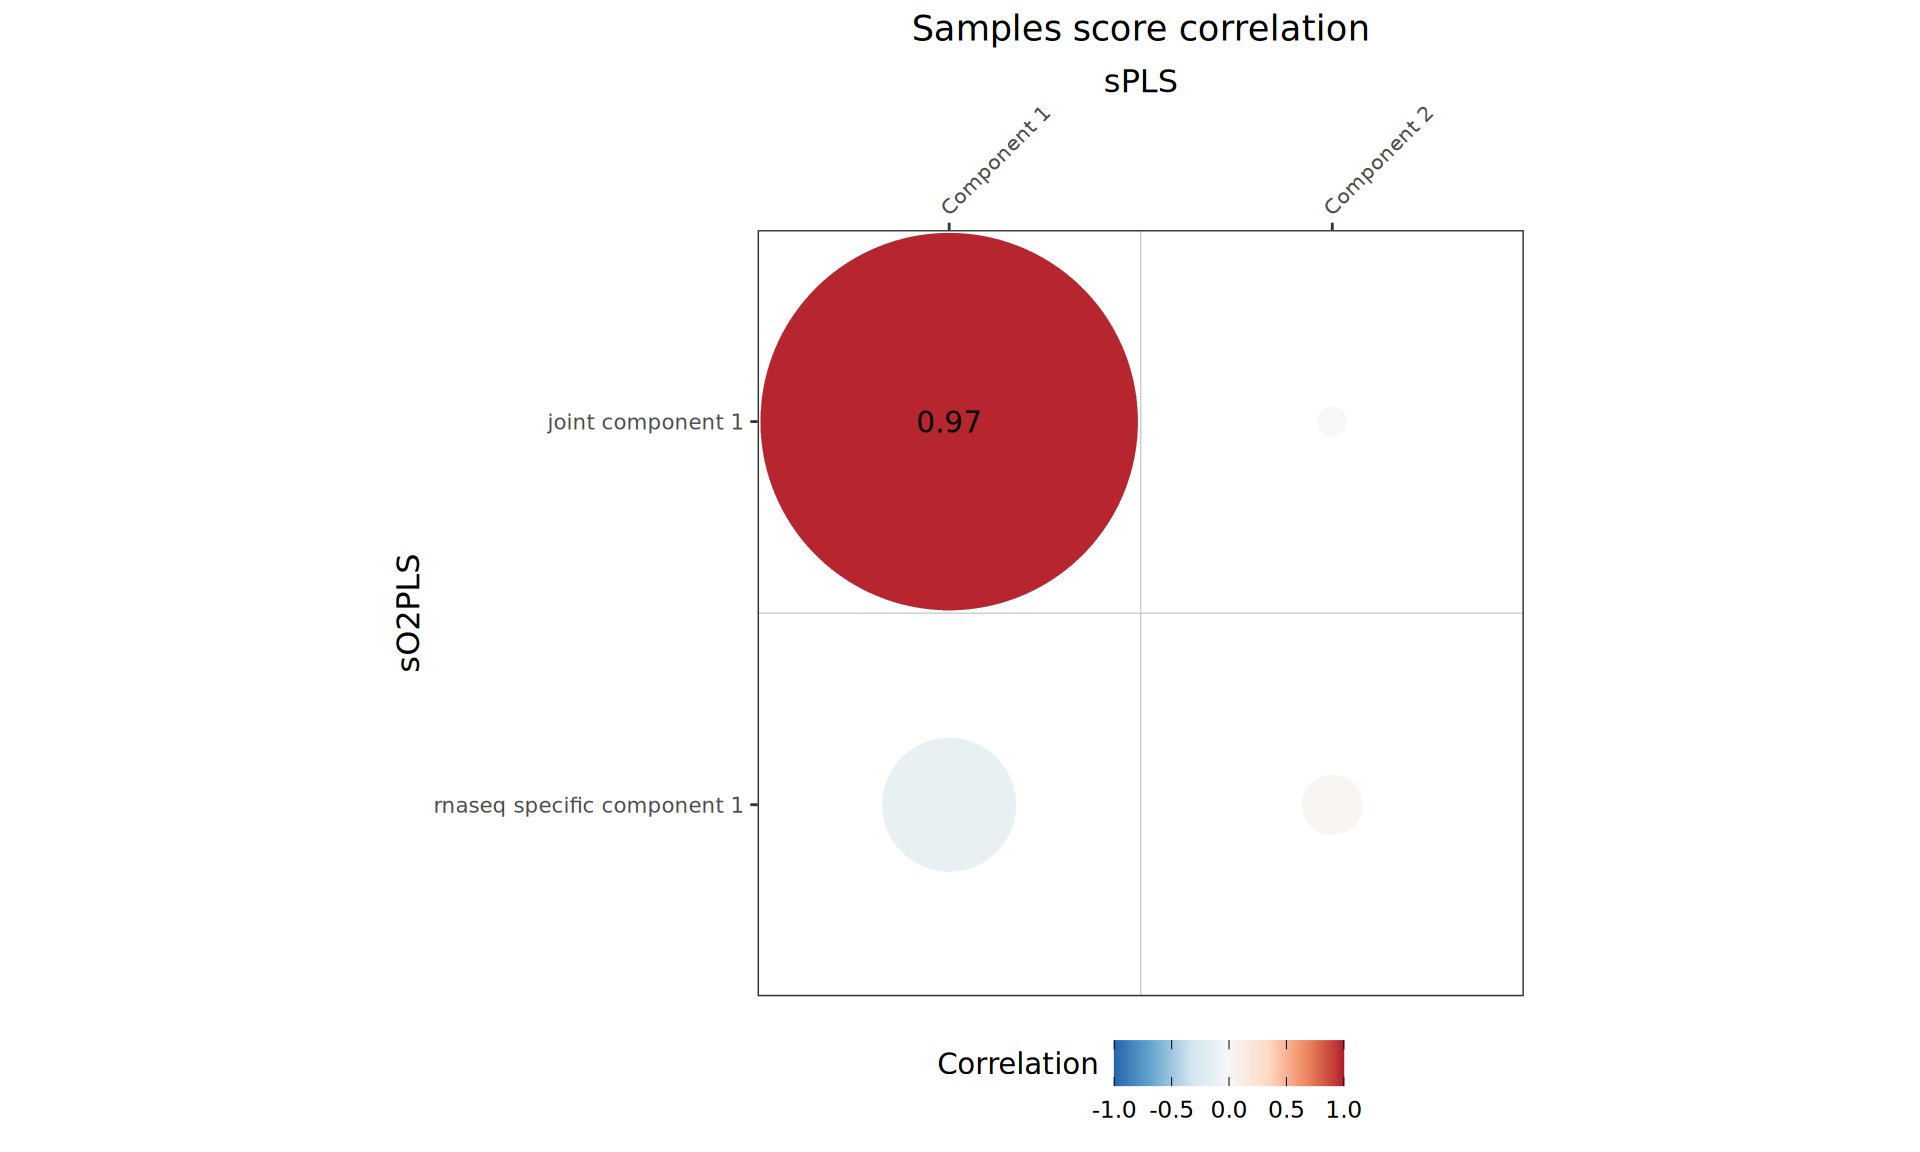 Samples score correlation
sPLS
Component 1
Component 2
sO2PLS
joint component 1
0.97
rnaseq specific component 1
Correlation
-1.0 -0.5 0.0 0.5 1.0